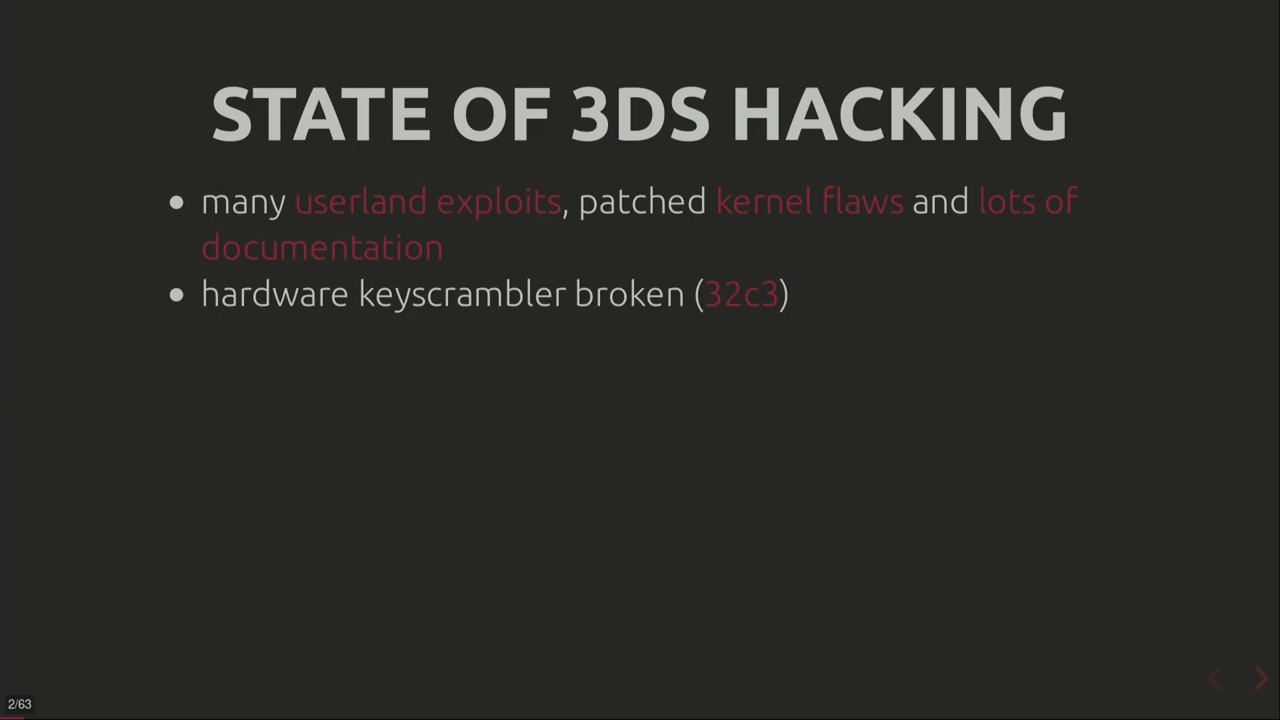 STATE OF 3DS HACKING
• many userland exploits, patched kernel flaws and lots of
documentation
• hardware keyscrambler broken (32c3)
2/63